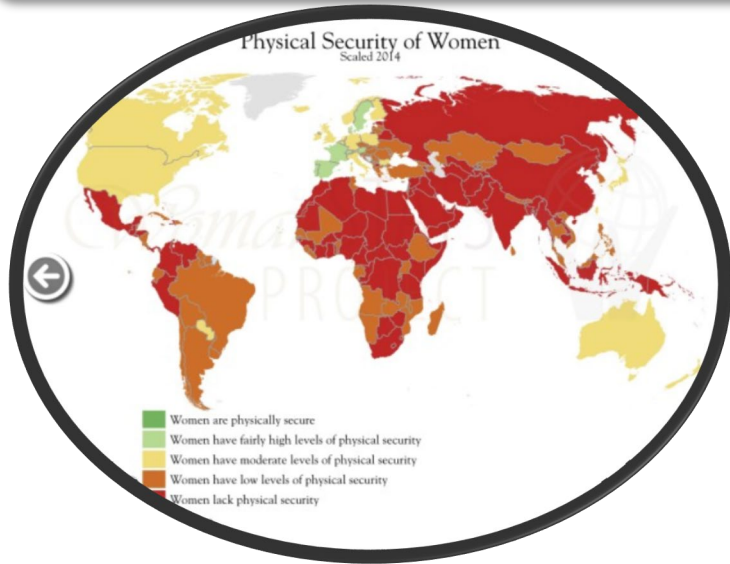 Physical Security of Women
Scaled 2014
Woman
PROJECT
Women are physically secure
Women have fairly high levels of physical security
Women have moderate levels of physical security
Women have low levels of physical security
Women lack physical security